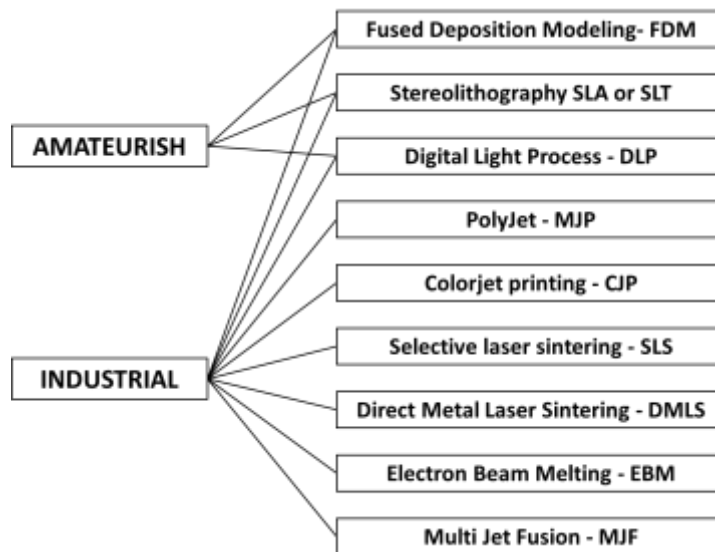 Fused Deposition Modeling- FDM
Stereolithography SLA or SLT
AMATEURISH
Digital Light Process - DLP
PolyJet - MJP
Colorjet printing - CJP
Selective laser sintering - SLS
INDUSTRIAL
Direct Metal Laser Sintering - DMLS
Electron Beam Melting - EBM
Multi Jet Fusion - MJF